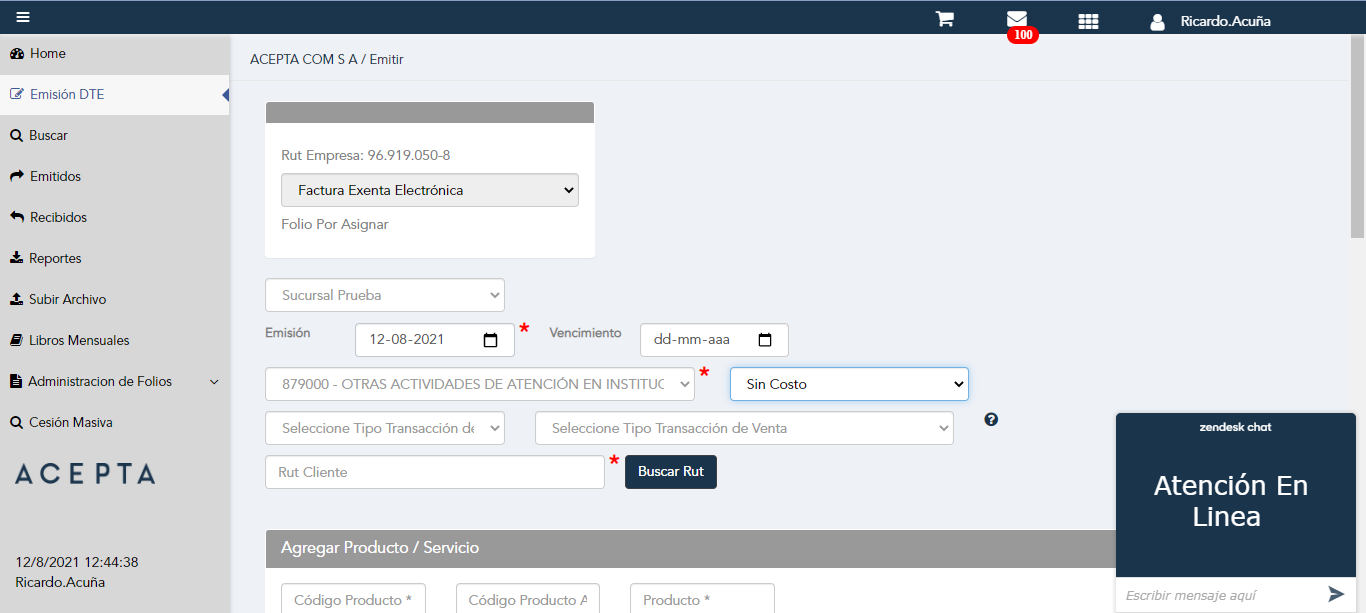 Ricardo.Acuña
100
Home
Emisión DTE
Buscar
Emitidos
Recibidos
Reportes
Subir Archivo
Libros Mensuales
Administracion de Folios
Cesión Masiva
ACEPTA
12/8/2021 12:44:38
Ricardo.Acuña
ACEPTA COM S A / Emitir
Rut Empresa: 96.919.050-8
Factura Exenta Electrónica
Folio Por Asignar
Sucursal Prueba
Emisión 12-08-2021 * Vencimiento dd-mm-aaa
879000 - OTRAS ACTIVIDADES DE ATENCIÓN EN INSTITUC * Sin Costo
Seleccione Tipo Transacción de Seleccione Tipo Transacción de Venta ?
Rut Cliente * Buscar Rut
Agregar Producto / Servicio
Código Producto * Código Producto A Producto *
zendesk chat
Atención En
Linea
Escribir mensaje aquí